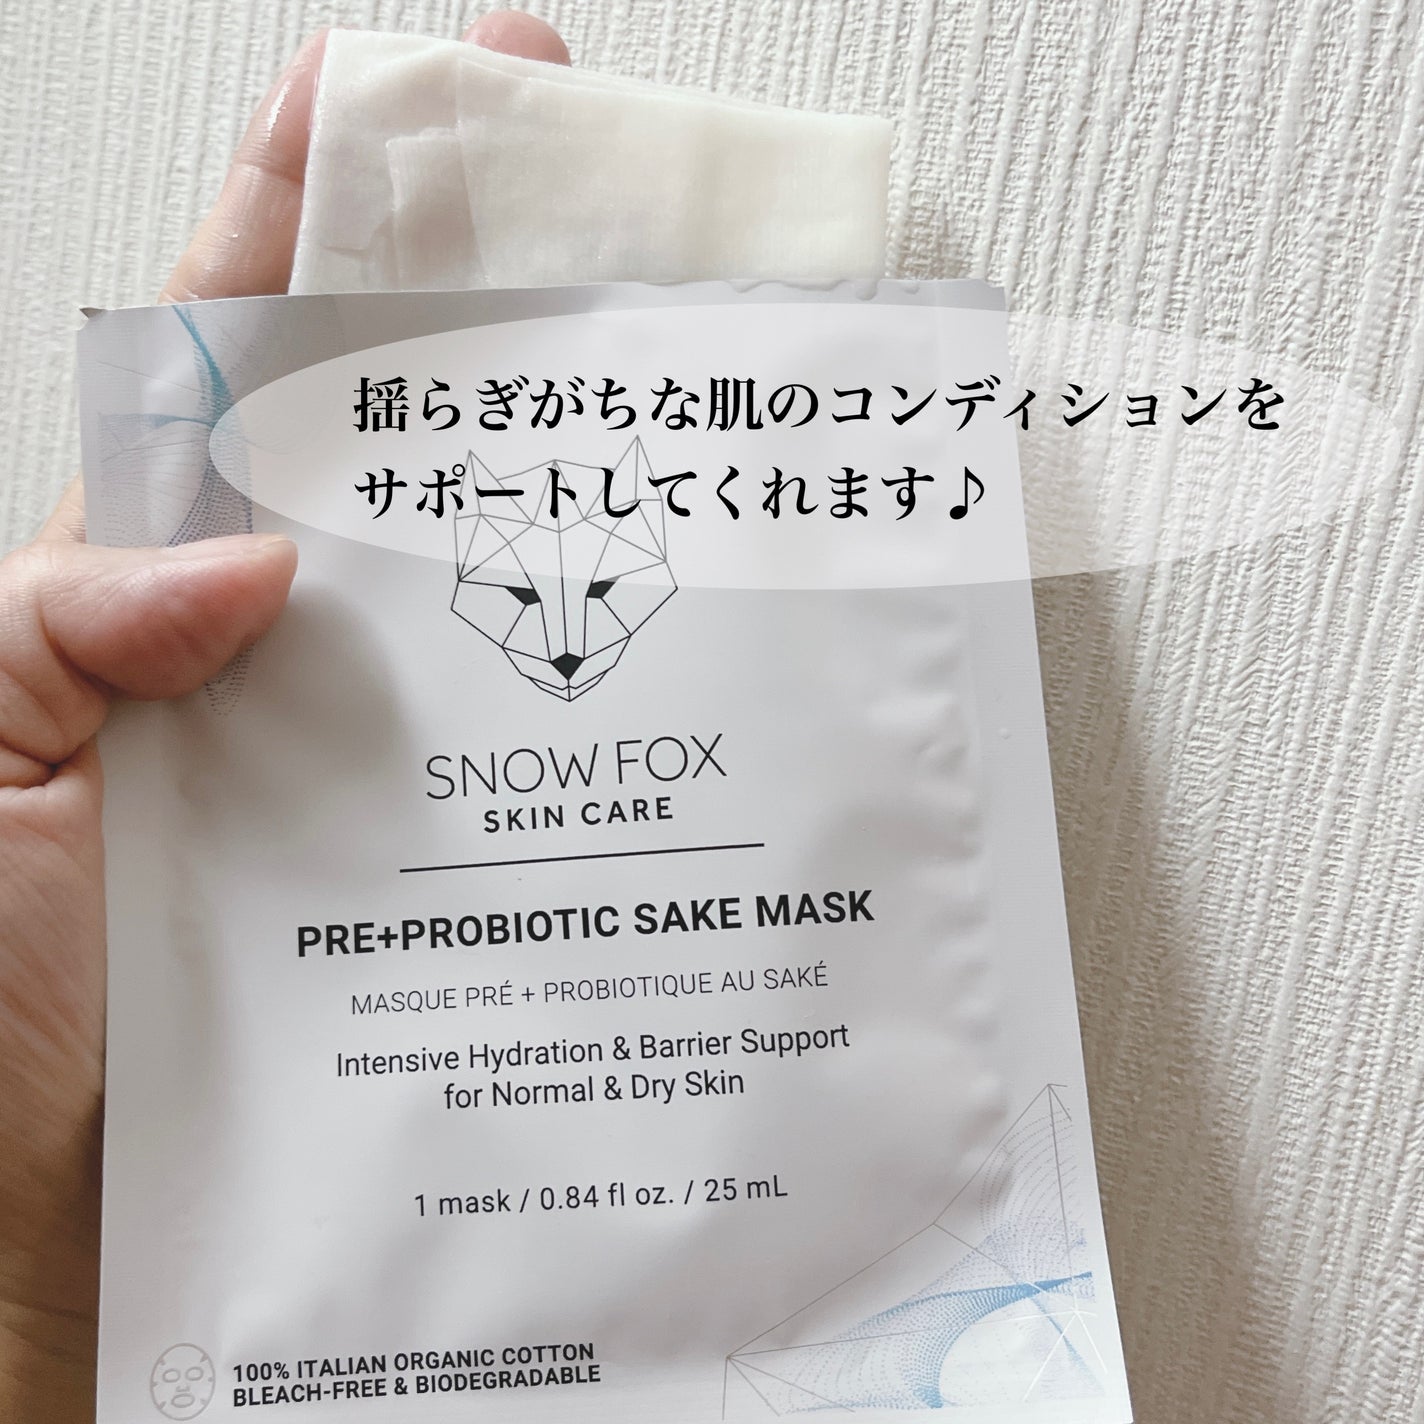 揺らぎがちな肌のコンディションを
サポートしてくれます♪
SNOW FOX
SKIN CARE
PRE+PROBIOTIC SAKE MASK
MASQUE PRÉ + PROBIOTIQUE AU SAKÉ
Intensive Hydration & Barrier Support
for Normal & Dry Skin
1 mask / 0.84 fl oz. / 25 mL
100% ITALIAN ORGANIC COTTON
BLEACH-FREE & BIODEGRADABLE